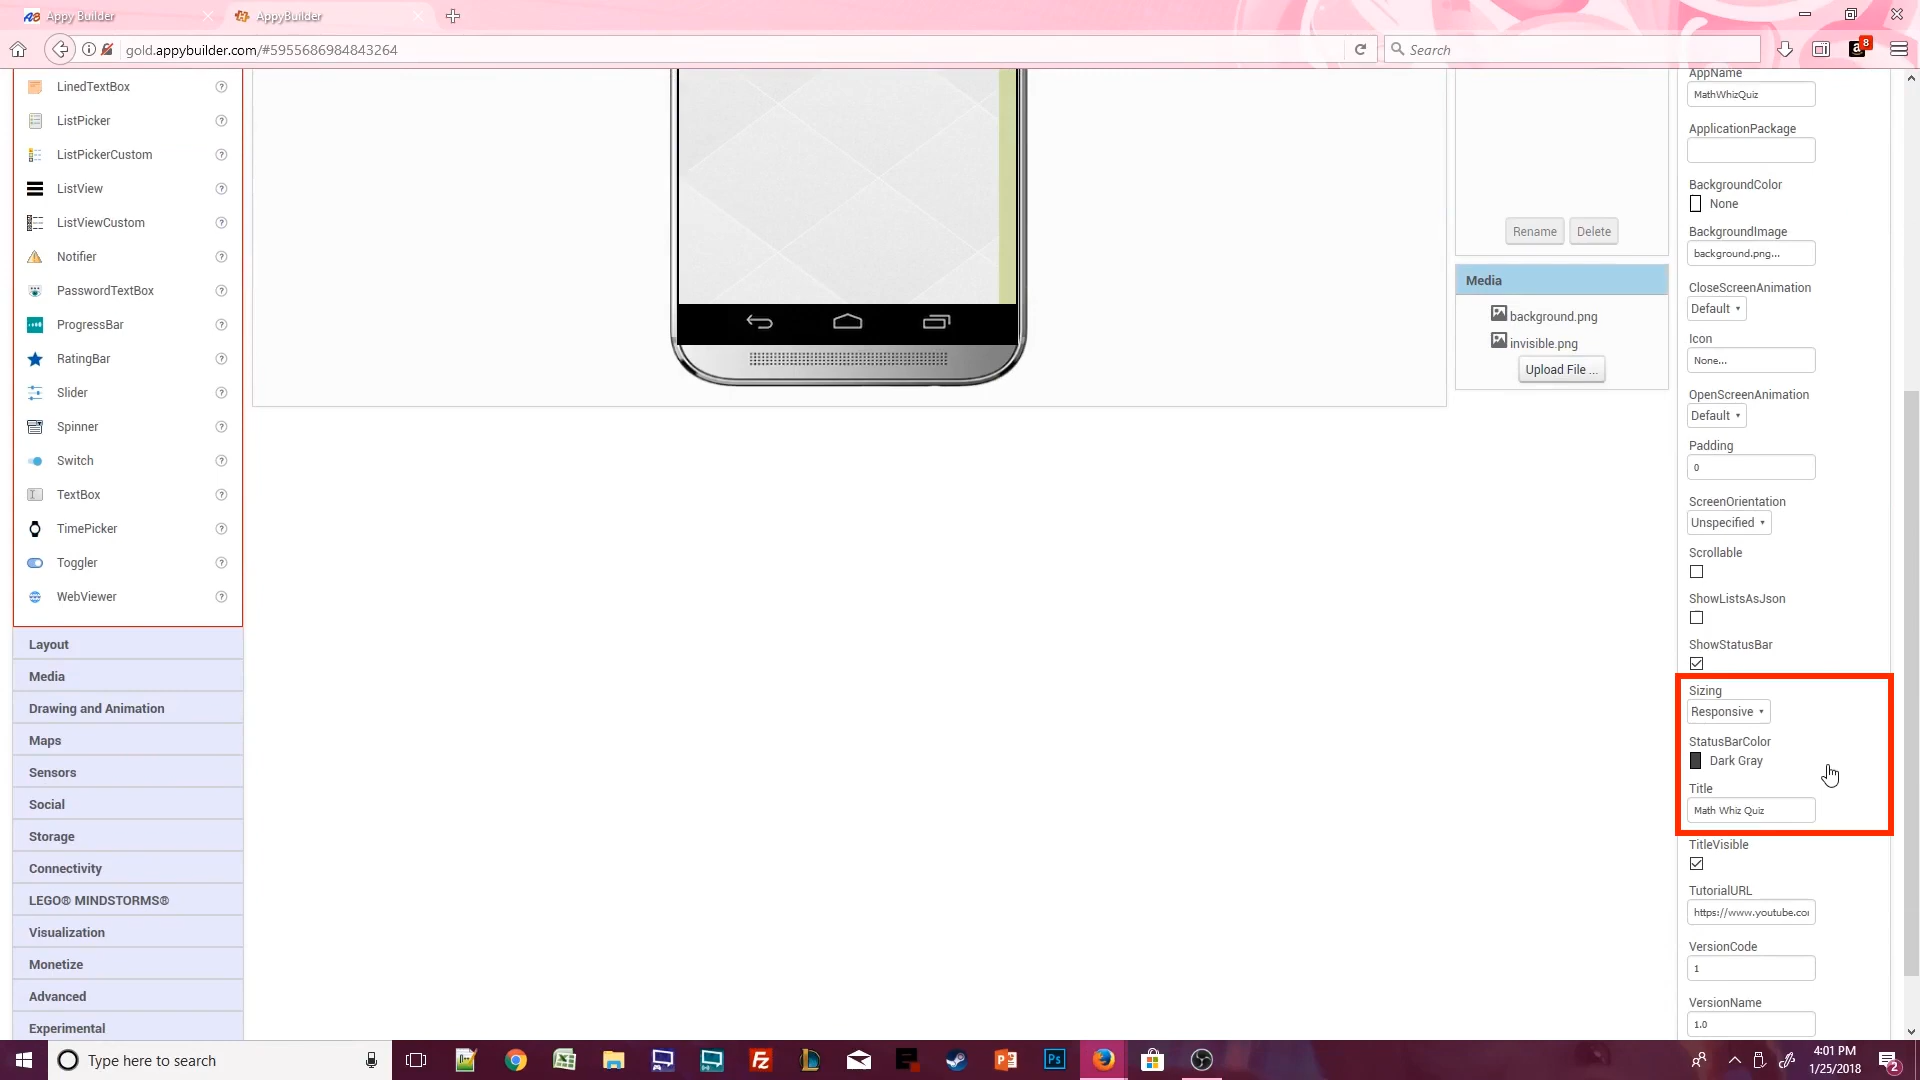 Appy Builder
AppyBuilder
gold.appybuilder.com/#5955686984843264
Search
8
LinedTextBox
ListPicker
ListPickerCustom
ListView
ListViewCustom
Notifier
PasswordTextBox
ProgressBar
RatingBar
Slider
Spinner
Switch
TextBox
TimePicker
Toggler
WebViewer
Layout
Media
Drawing and Animation
Maps
Sensors
Social
Storage
Connectivity
LEGO® MINDSTORMS®
Visualization
Monetize
Advanced
Experimental
Rename
Delete
Media
background.png
invisible.png
Upload File ...
AppName
MathWhizQuiz
ApplicationPackage
BackgroundColor
None
BackgroundImage
background.png...
CloseScreenAnimation
Default
Icon
None...
OpenScreenAnimation
Default
Padding
0
ScreenOrientation
Unspecified
Scrollable
ShowListsAsJson
ShowStatusBar
Sizing
Responsive
StatusBarColor
Dark Gray
Title
Math Whiz Quiz
TitleVisible
TutorialURL
https://www.youtube.co
VersionCode
1
VersionName
1.0
Type here to search
4:01 PM
1/25/2018
2